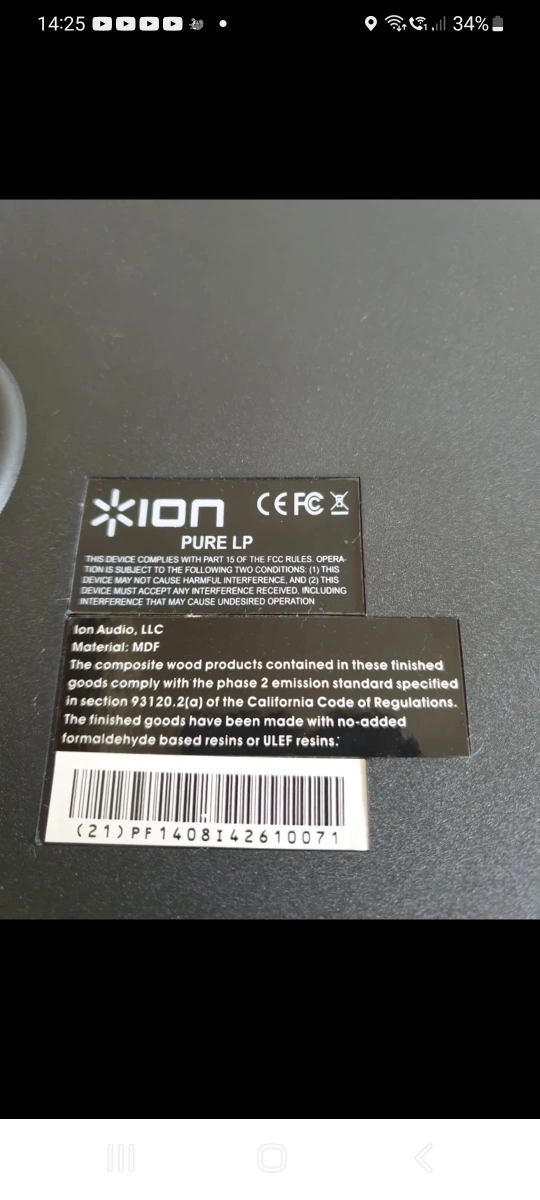 14:25
34%
ION
CE FC
PURE LP
THIS DEVICE COMPLIES WITH PART 15 OF THE FCC RULES. OPERA-
TION IS SUBJECT TO THE FOLLOWING TWO CONDITIONS: (1) THIS
DEVICE MAY NOT CAUSE HARMFUL INTERFERENCE, AND (2) THIS
DEVICE MUST ACCEPT ANY INTERFERENCE RECEIVED, INCLUDING
INTERFERENCE THAT MAY CAUSE UNDESIRED OPERATION
Ion Audio, LLC
Material: MDF
The composite wood products contained in these finished
goods comply with the phase 2 emission standard specified
in section 93120.2(a) of the California Code of Regulations.
The finished goods have been made with no-added
formaldehyde based resins or ULEF resins.
(21)PF1408I42610071